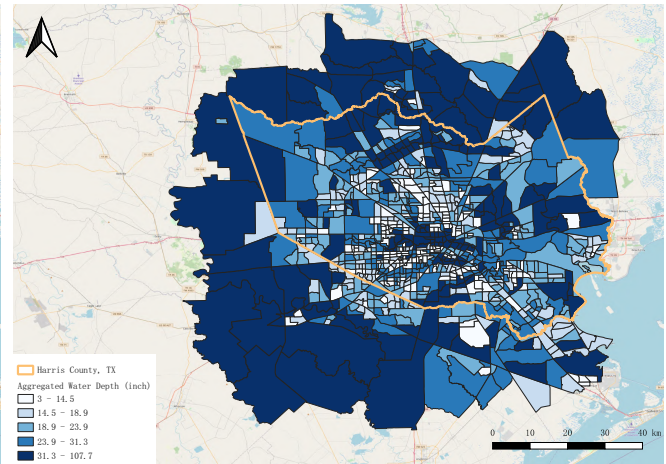 Harris County, TX
Aggregated Water Depth (inch)
3 - 14.5
14.5 - 18.9
18.9 - 23.9
23.9 - 31.3
31.3 - 107.7
0 10 20 30 40 km